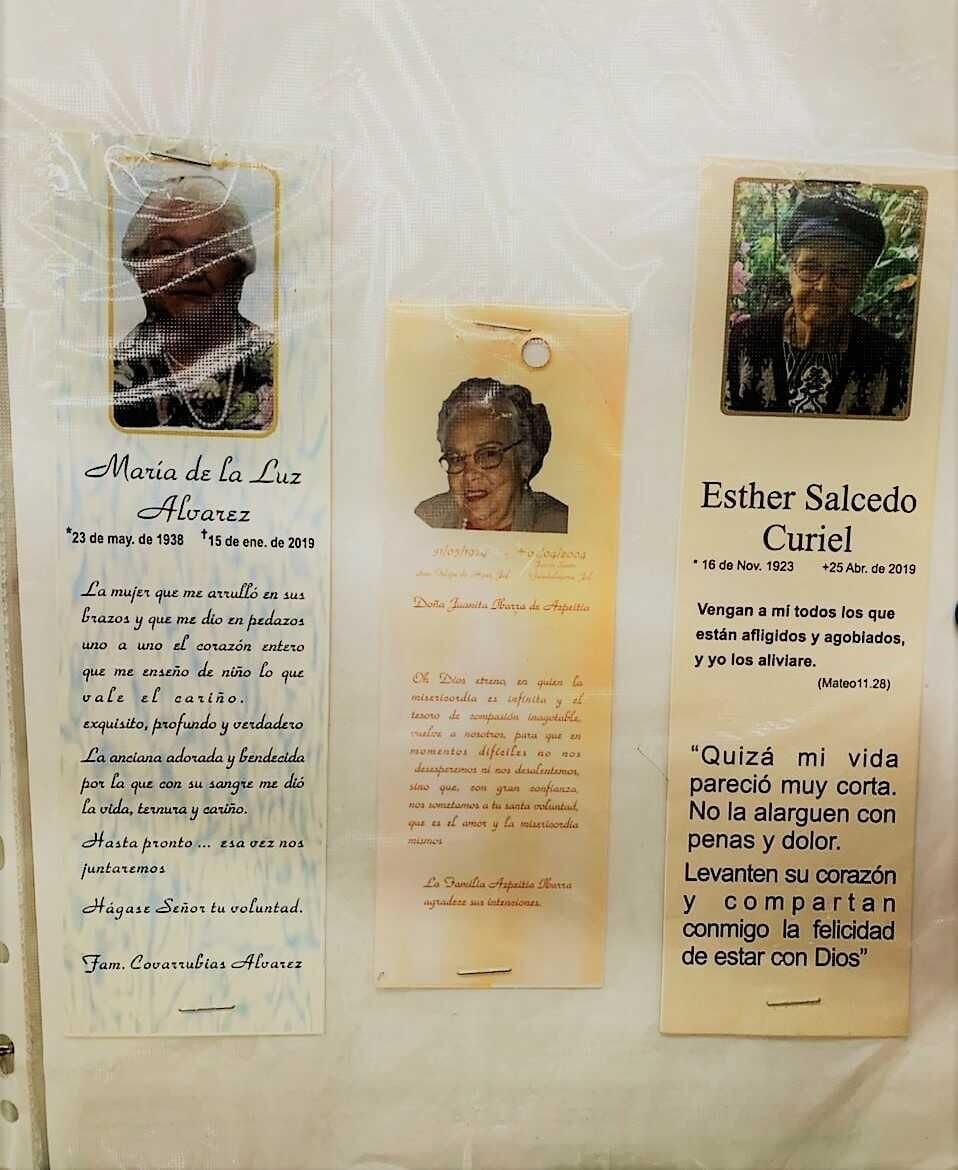 María de la Luz
Alvarez
*23 de may. de 1938 †15 de ene. de 2019
La mujer que me arrulló en sus
brazos y que me dio en pedazos
uno a uno el corazón entero
que me enseño de niño lo que
vale el cariño.
exquisito, profundo y verdadero
La anciana adorada y bendecida
por la que con su sangre me dió
la vida, ternura y cariño.
Hasta pronto ... esa vez nos
juntaremos
Hágase Señor tu voluntad.
Fam. Covarrubias Alvarez
Doña Juanita Ibarra de Azpeitia
Oh Dios etreno, en quien la
misericordia es infinita y el
tesoro de compasión inagotable,
vuelve a nosotros, para que en
momentos difíciles no nos
desesperemos ni nos desalentemos,
sino que, con gran confianza,
nos sometamos a tu santa voluntad,
que es el amor y la misericordia
mismos
La Familia Azpeitia Ibarra
agradece sus intenciones.
Esther Salcedo
Curiel
* 16 de Nov. 1923 +25 Abr. de 2019
Vengan a mí todos los que
están afligidos y agobiados,
y yo los aliviare.
(Mateo11.28)
“Quizá mi vida
pareció muy corta.
No la alarguen con
penas y dolor.
Levanten su corazón
y compartan
conmigo la felicidad
de estar con Dios”